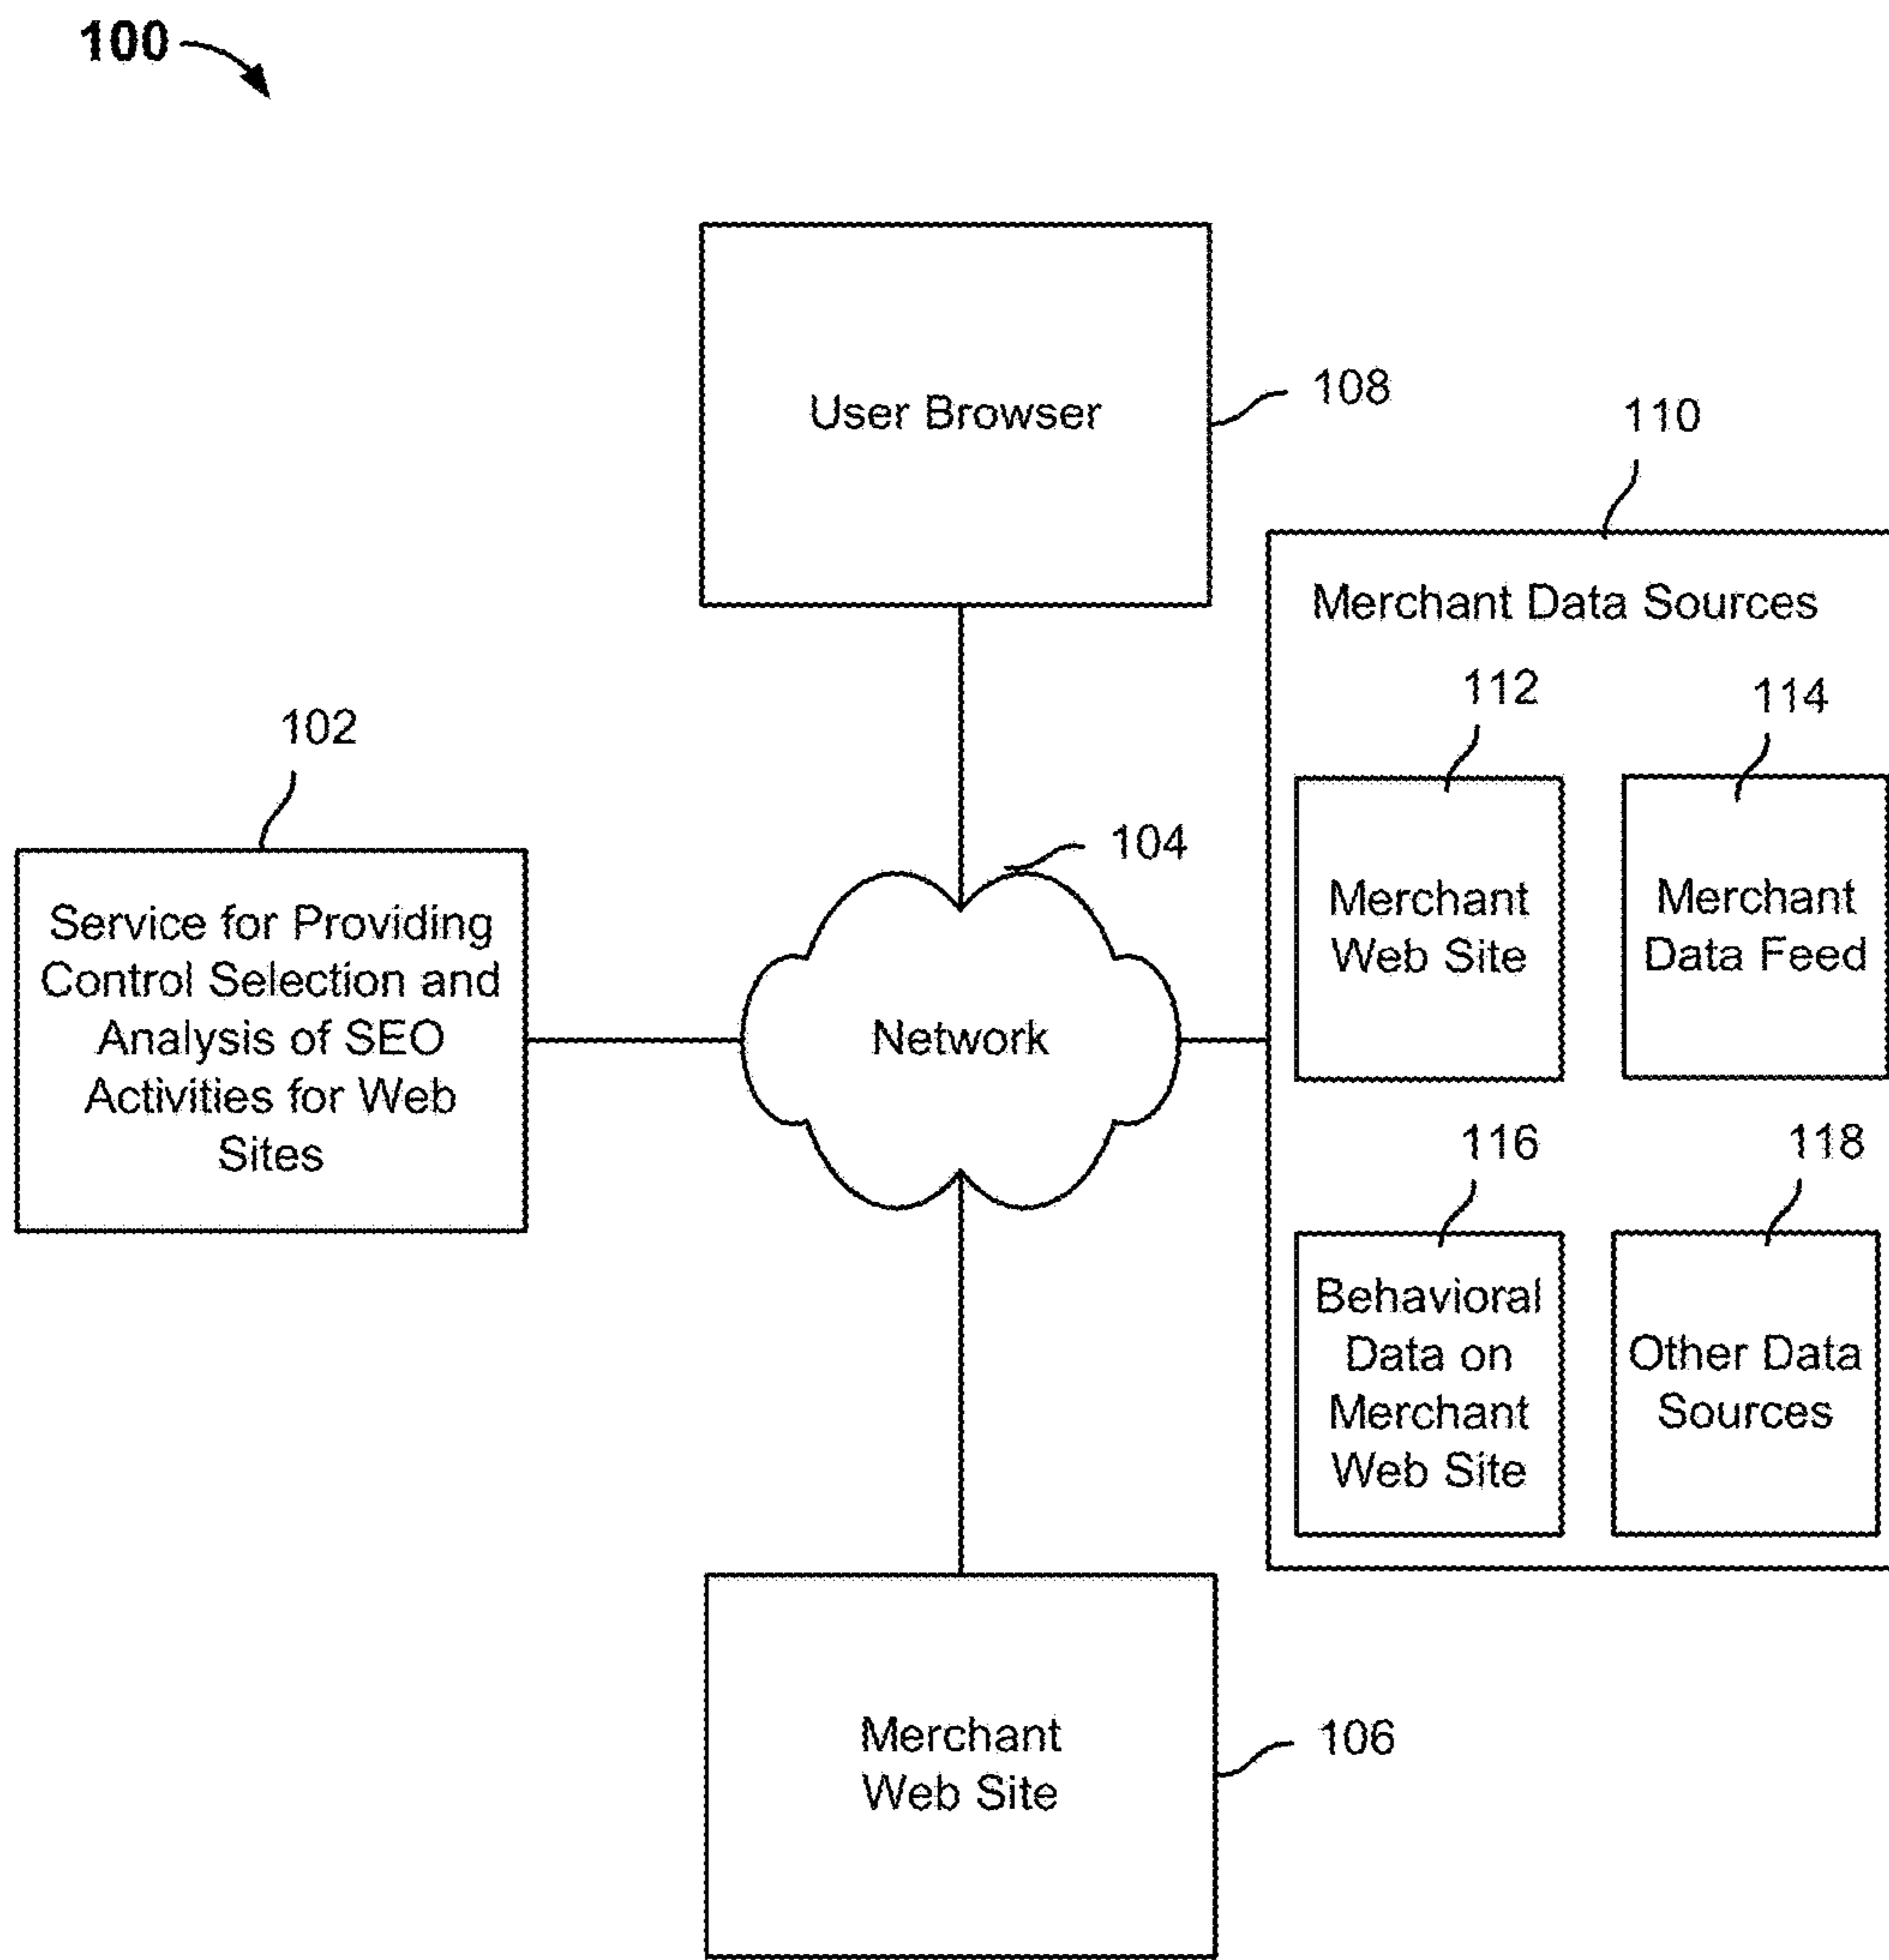 100
User Browser
108
110
Merchant Data Sources
112
114
102
104
Service for Providing
Control Selection and
Analysis of SEO
Activities for Web
Sites
Network
Merchant
Web Site
Merchant
Data Feed
116
118
Behavioral
Data on
Merchant
Web Site
Other Data
Sources
Merchant
Web Site
106